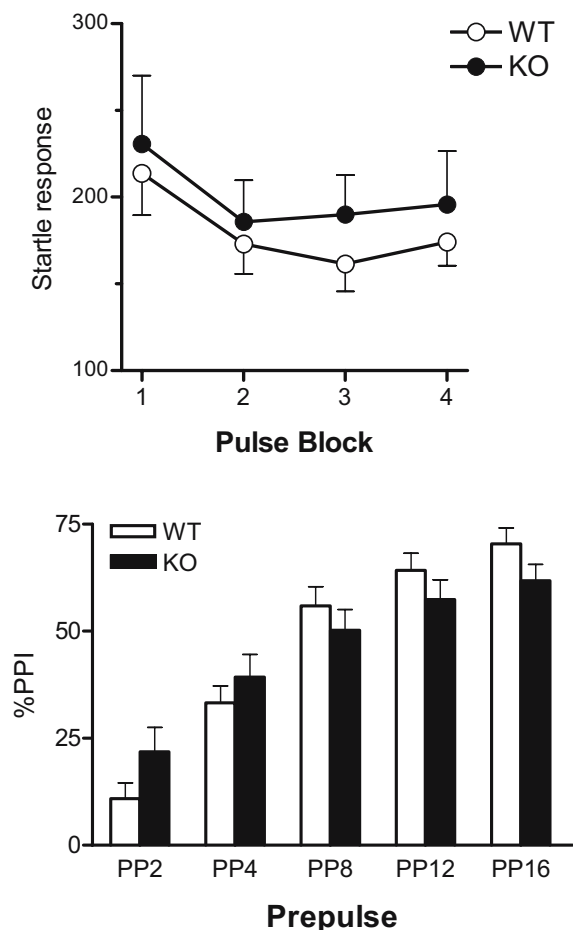 300
WT
KO
200
Startle response
100
1 2 3 4
Pulse Block
75
WT
KO
50
%PPI
25
0
PP2 PP4 PP8 PP12 PP16
Prepulse